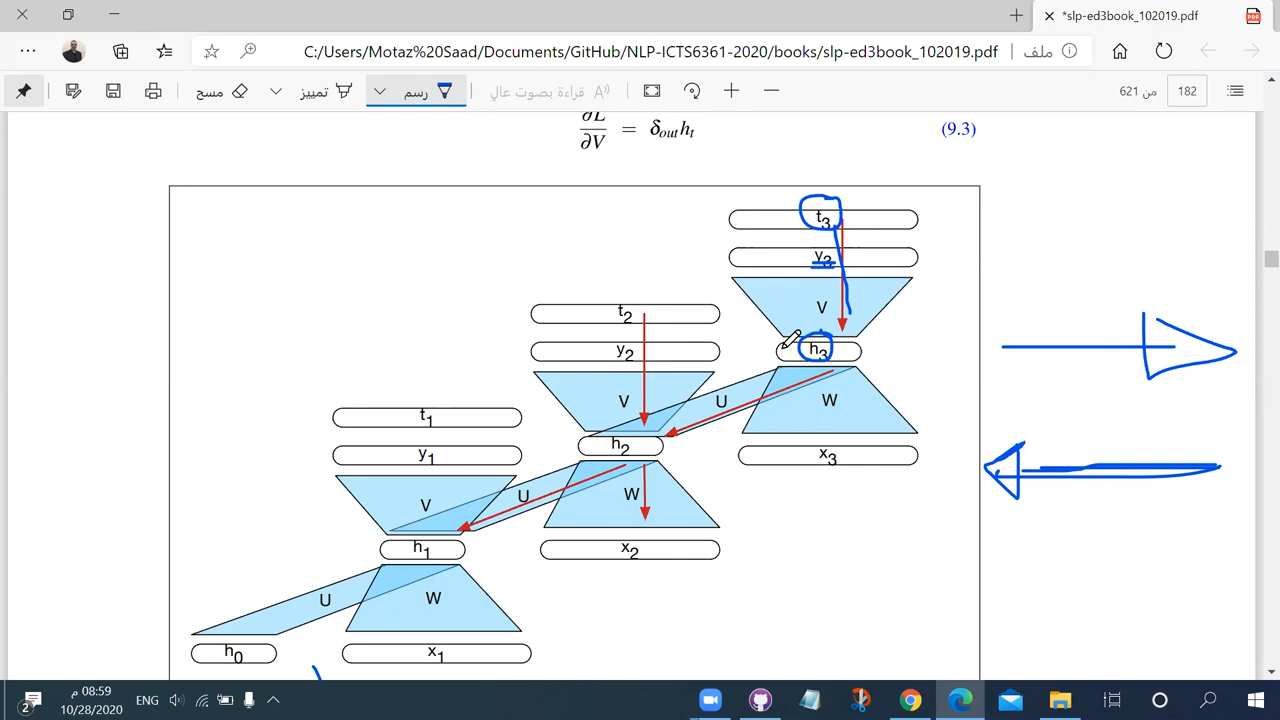 *slp-ed3book_102019.pdf
C:/Users/Motaz%20Saad/Documents/GitHub/NLP-ICTS6361-2020/books/slp-ed3book_102019.pdf | ملف
مسح تمييز رسم قراءة بصوت عالٍ 182 من 621
∂L/∂V = δout ht (9.3)
t3
y3
V
t2
h3
y2
V U W
t1
h2
x3
y1
U W
V
h1
x2
U W
h0 x1
08:59 م
ENG
10/28/2020
2